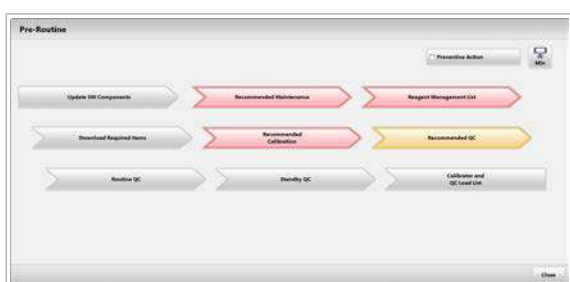 Pre-Routine
Preventive Action
Update SW Components
Recommended Maintenance
Reagent Management List
Download Required Items
Recommended
Calibration
Recommended QC
Routine QC
Standby QC
Calibrator and
QC Load List
Close